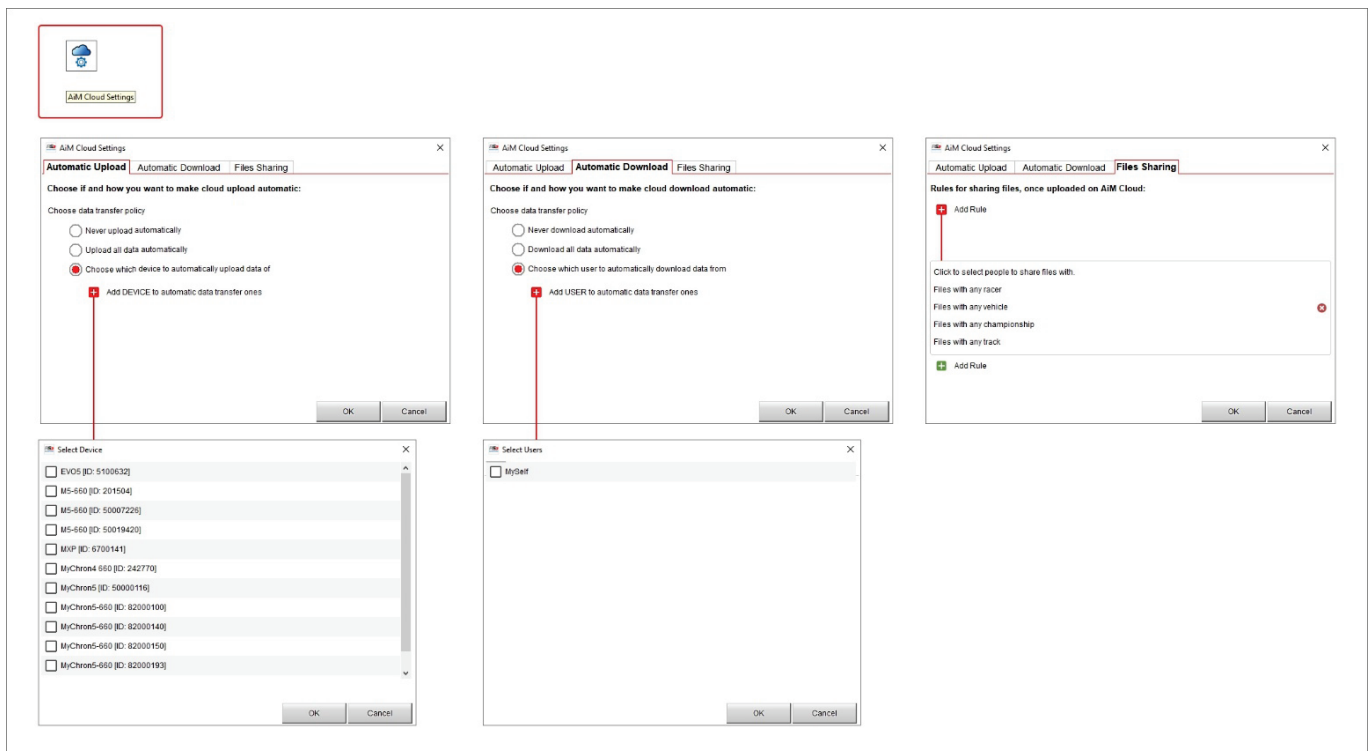 AiM Cloud Settings
AiM Cloud Settings
Automatic Upload Automatic Download Files Sharing
Choose if and how you want to make cloud upload automatic:
Choose data transfer policy
Never upload automatically
Upload all data automatically
Choose which device to automatically upload data of
Add DEVICE to automatic data transfer ones
OK Cancel
Select Device
EVO5 [ID: 5100632]
M5-660 [ID: 201504]
M5-660 [ID: 50007226]
M5-660 [ID: 50019420]
MXP [ID: 6700141]
MyChron4 660 [ID: 242770]
MyChron5 [ID: 50000116]
MyChron5-660 [ID: 82000100]
MyChron5-660 [ID: 82000140]
MyChron5-660 [ID: 82000150]
MyChron5-660 [ID: 82000193]
OK Cancel
AiM Cloud Settings
Automatic Upload Automatic Download Files Sharing
Choose if and how you want to make cloud download automatic:
Choose data transfer policy
Never download automatically
Download all data automatically
Choose which user to automatically download data from
Add USER to automatic data transfer ones
OK Cancel
Select Users
MySelf
OK Cancel
AiM Cloud Settings
Automatic Upload Automatic Download Files Sharing
Rules for sharing files, once uploaded on AiM Cloud:
Add Rule
Click to select people to share files with.
Files with any racer
Files with any vehicle
Files with any championship
Files with any track
Add Rule
OK Cancel